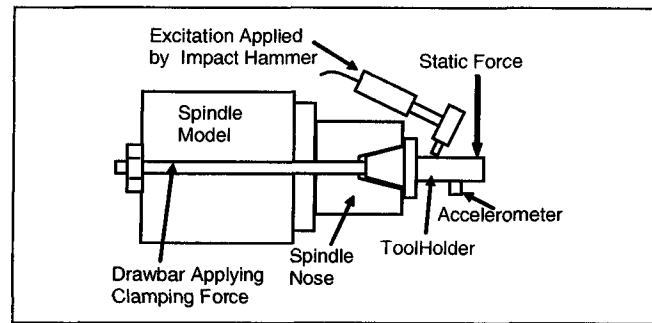 Excitation Applied
by Impact Hammer
Static Force
Spindle
Model
Accelerometer
ToolHolder
Spindle
Nose
Drawbar Applying
Clamping Force